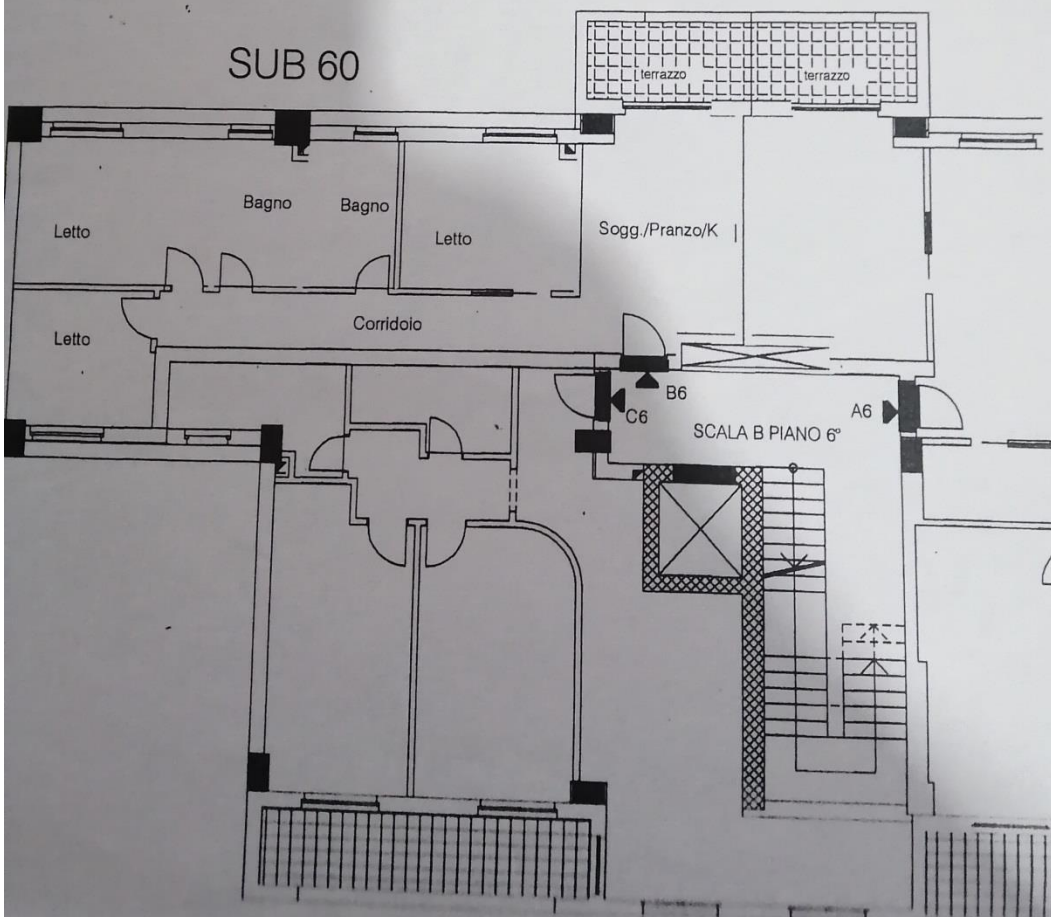 SUB 60
terrazzo terrazzo
Bagno Bagno
Letto Letto Sogg./Pranzo/K
Letto Corridoio
B6
C6 A6
SCALA B PIANO 6°